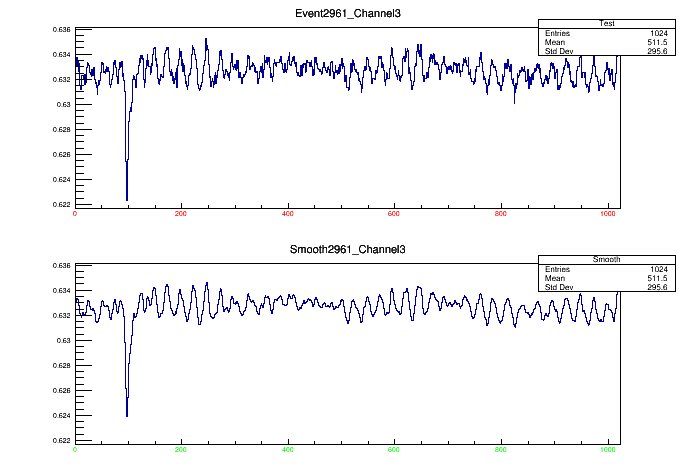 Event2961_Channel3
Test
Entries 1024
Mean 511.5
Std Dev 295.6
0.636
0.634
0.632
0.63
0.628
0.626
0.624
0.622
0 200 400 600 800 1000
Smooth2961_Channel3
Smooth
Entries 1024
Mean 511.5
Std Dev 295.6
0.636
0.634
0.632
0.63
0.628
0.626
0.624
0.622
0 200 400 600 800 1000